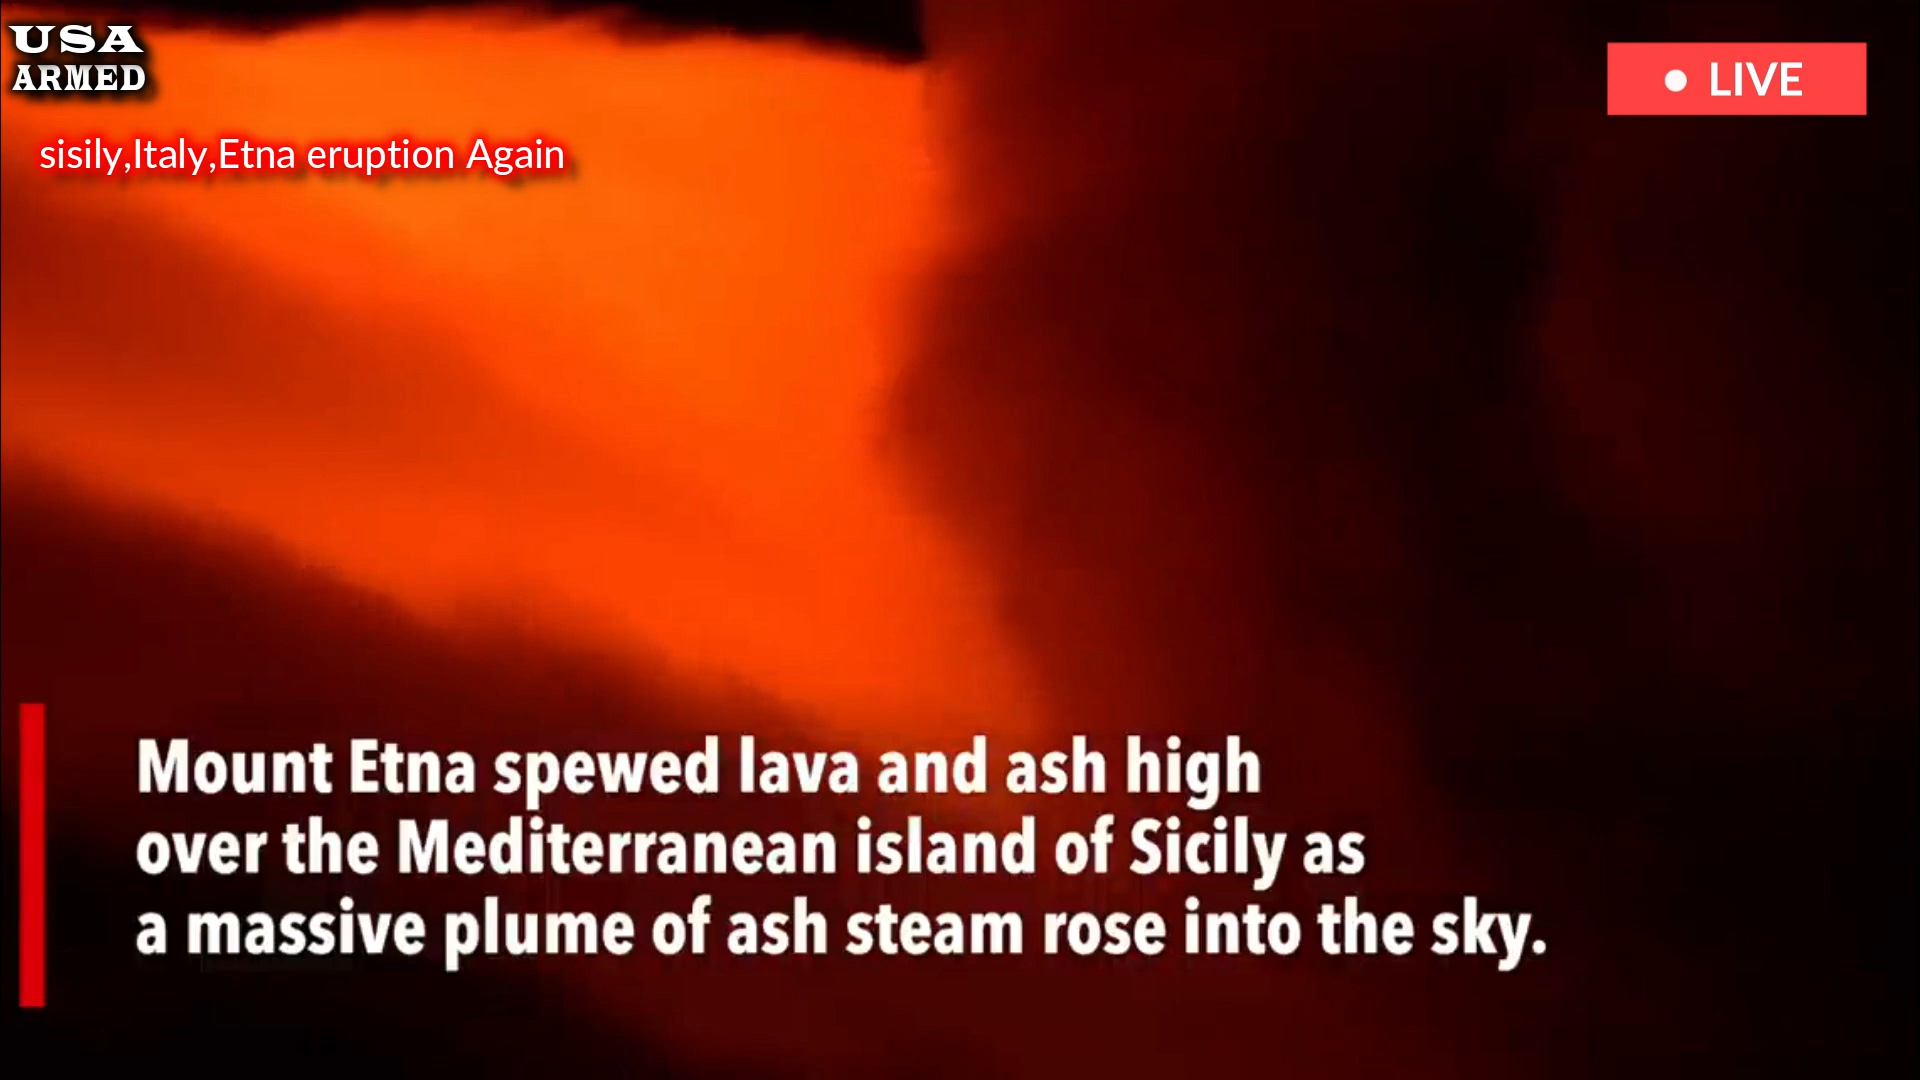 USA
ARMED
LIVE
sisily,Italy,Etna eruption Again
Mount Etna spewed lava and ash high
over the Mediterranean island of Sicily as
a massive plume of ash steam rose into the sky.